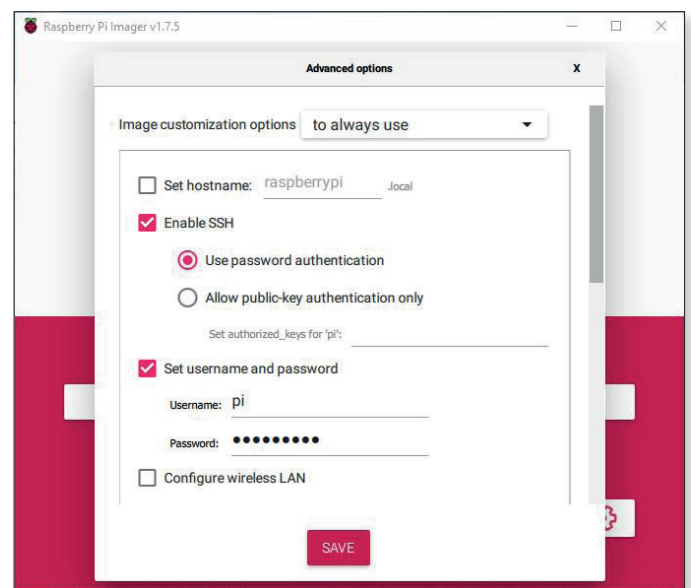 Raspberry Pi Imager v1.7.5
Advanced options X
Image customization options to always use
Set hostname: raspberrypi .local
Enable SSH
Use password authentication
Allow public-key authentication only
Set authorized_keys for 'pi':
Set username and password
Username: pi
Password: •••••••••
Configure wireless LAN
SAVE